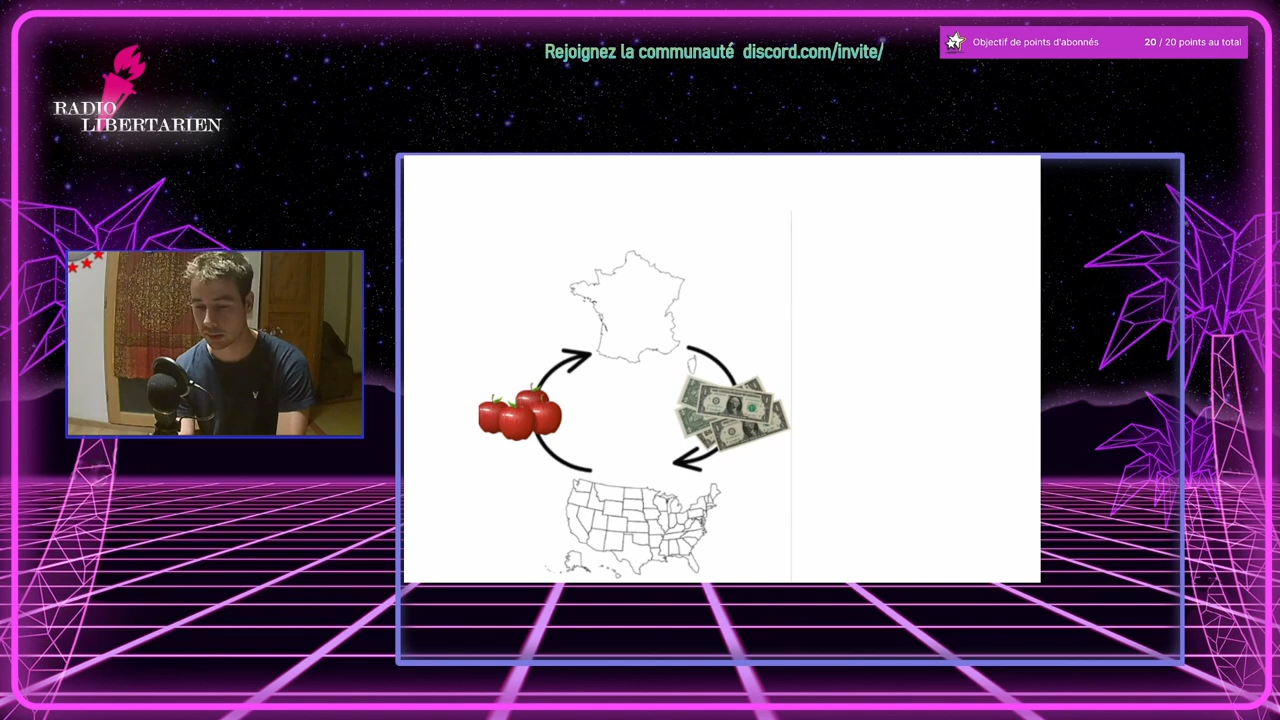 Rejoignez la communauté discord.com/invite/
Objectif de points d'abonnés 20 / 20 points au total
RADIO
LIBERTARIEN